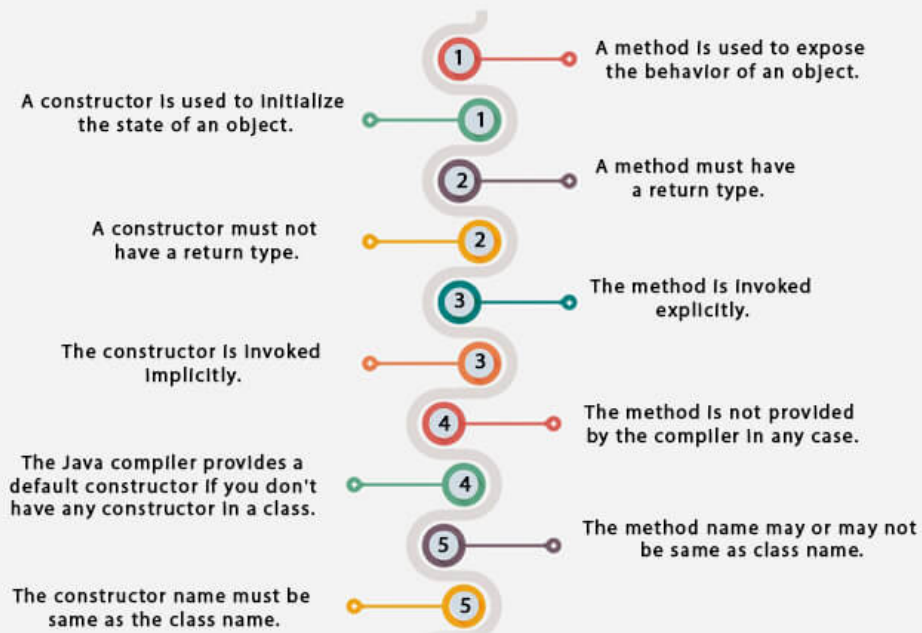 1
A method is used to expose
the behavior of an object.
A constructor is used to initialize
the state of an object.
1
2
A method must have
a return type.
A constructor must not
have a return type.
2
3
The method is invoked
explicitly.
The constructor is invoked
implicitly.
3
4
The method is not provided
by the compiler in any case.
The Java compiler provides a
default constructor if you don't
have any constructor in a class.
4
5
The method name may or may not
be same as class name.
The constructor name must be
same as the class name.
5